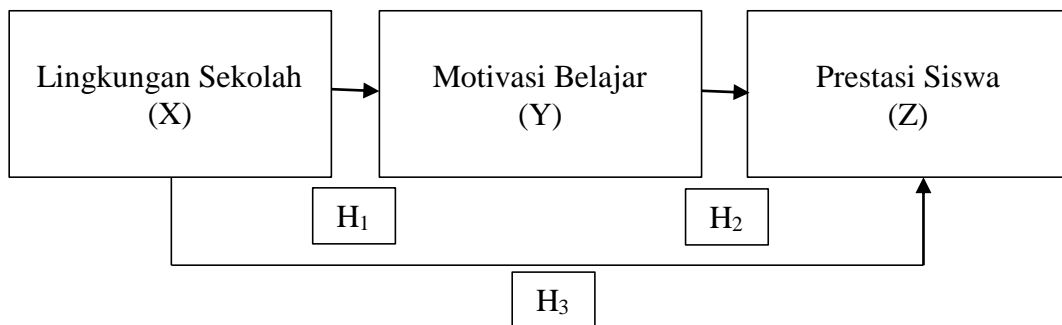 Lingkungan Sekolah
(X)
Motivasi Belajar
(Y)
Prestasi Siswa
(Z)
H₁
H₂
H₃